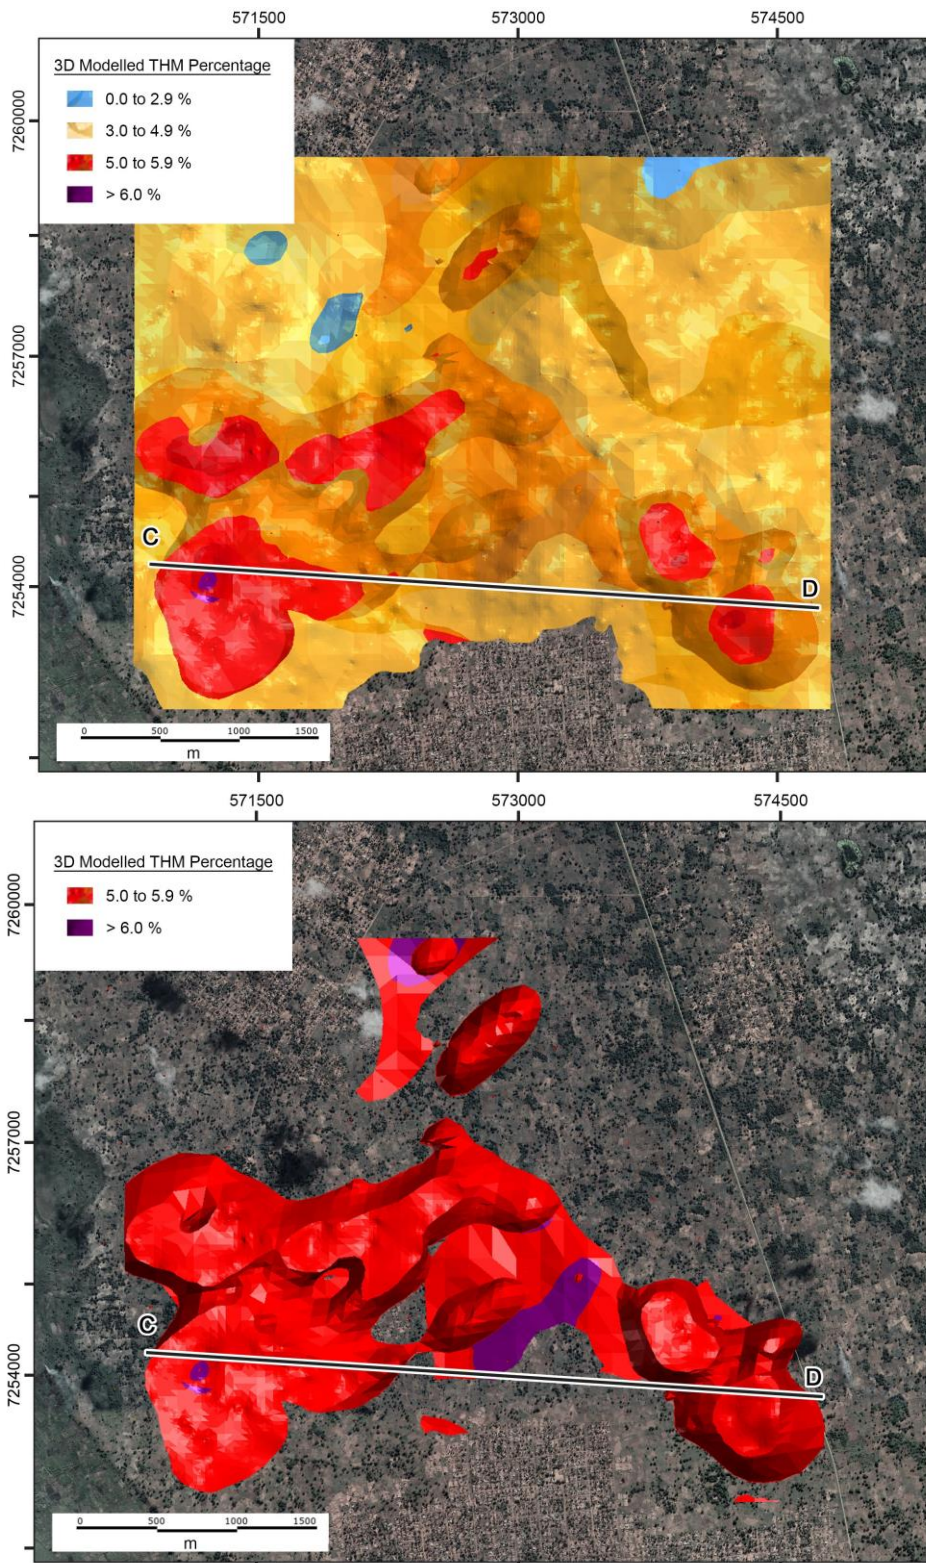 571500 573000 574500
3D Modelled THM Percentage
0.0 to 2.9 %
3.0 to 4.9 %
5.0 to 5.9 %
> 6.0 %
7260000
7257000
7254000
C
D
0 500 1000 1500
m
571500 573000 574500
3D Modelled THM Percentage
5.0 to 5.9 %
> 6.0 %
7260000
7257000
7254000
C
D
0 500 1000 1500
m